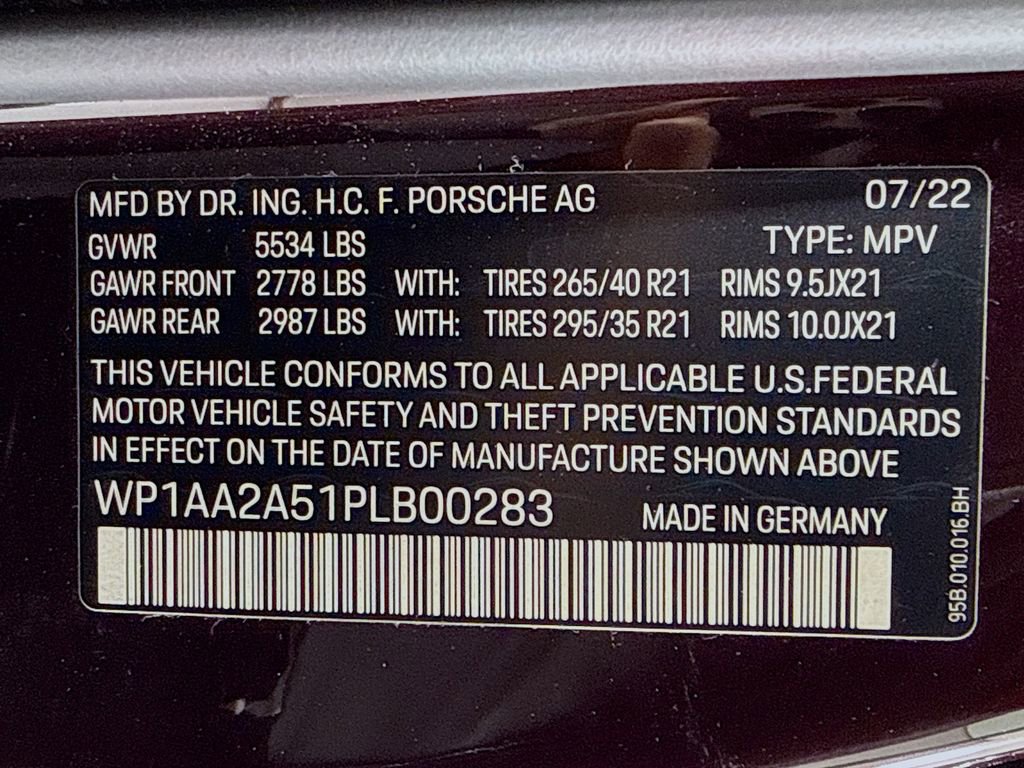 MFD BY DR. ING. H.C. F. PORSCHE AG 07/22
GVWR 5534 LBS TYPE: MPV
GAWR FRONT 2778 LBS WITH: TIRES 265/40 R21 RIMS 9.5JX21
GAWR REAR 2987 LBS WITH: TIRES 295/35 R21 RIMS 10.0JX21
THIS VEHICLE CONFORMS TO ALL APPLICABLE U.S.FEDERAL
MOTOR VEHICLE SAFETY AND THEFT PREVENTION STANDARDS
IN EFFECT ON THE DATE OF MANUFACTURE SHOWN ABOVE
WP1AA2A51PLB00283 MADE IN GERMANY
95B.010.016.BH